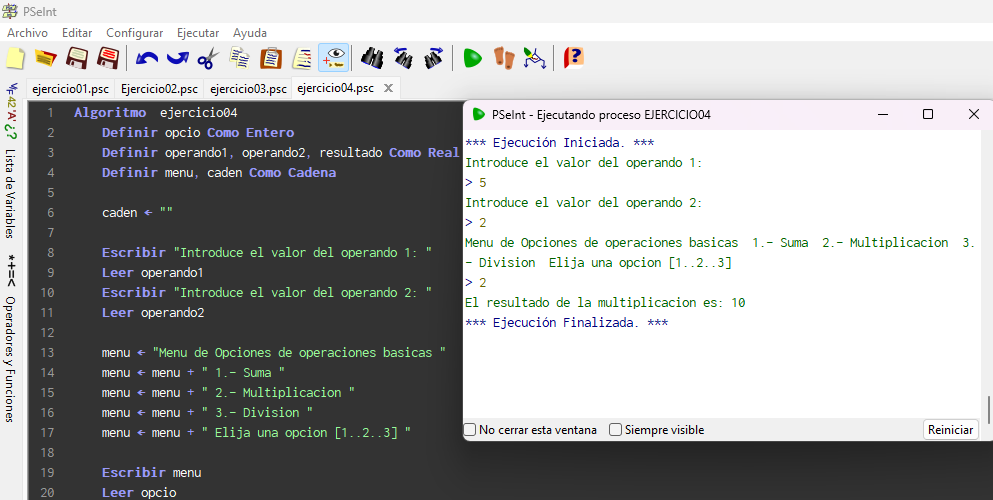 PSeInt
Archivo Editar Configurar Ejecutar Ayuda
ejercicio01.psc Ejercicio02.psc ejercicio03.psc ejercicio04.psc
Lista de Variables
*+=< Operadores y Funciones
1 Algoritmo ejercicio04
2 Definir opcio Como Entero
3 Definir operando1, operando2, resultado Como Real
4 Definir menu, caden Como Cadena
5
6 caden ← ""
7
8 Escribir "Introduce el valor del operando 1: "
9 Leer operando1
10 Escribir "Introduce el valor del operando 2: "
11 Leer operando2
12
13 menu ← "Menu de Opciones de operaciones basicas "
14 menu ← menu + " 1.- Suma "
15 menu ← menu + " 2.- Multiplicacion "
16 menu ← menu + " 3.- Division "
17 menu ← menu + " Elija una opcion [1..2..3] "
18
19 Escribir menu
20 Leer opcio
PSeInt - Ejecutando proceso EJERCICIO04
*** Ejecución Iniciada. ***
Introduce el valor del operando 1:
> 5
Introduce el valor del operando 2:
> 2
Menu de Opciones de operaciones basicas  1.- Suma  2.- Multiplicacion  3.
- Division  Elija una opcion [1..2..3]
> 2
El resultado de la multiplicacion es: 10
*** Ejecución Finalizada. ***
No cerrar esta ventana Siempre visible Reiniciar